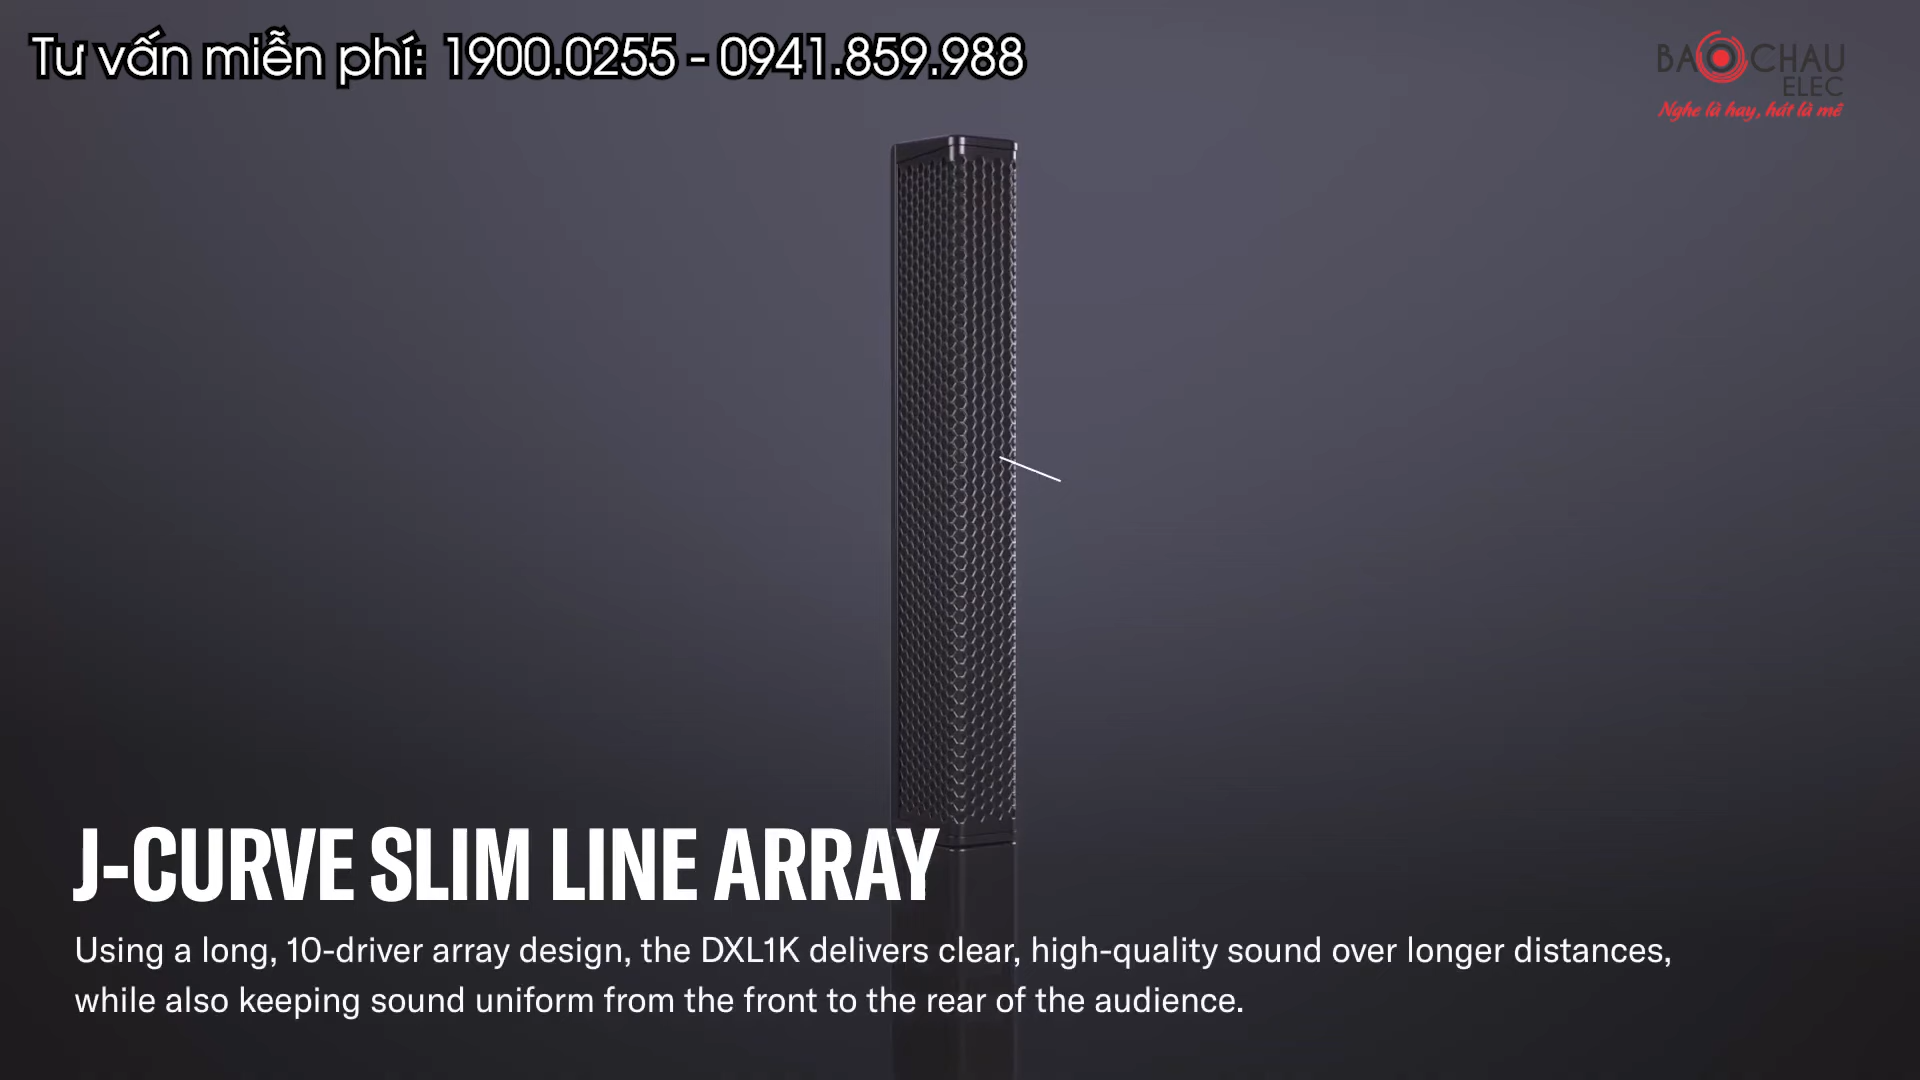 Tư vấn miễn phí: 1900.0255 - 0941.859.988
BAOCHAU
ELEC
Nghe là hay, hát là mê
J-CURVE SLIM LINE ARRAY
Using a long, 10-driver array design, the DXL1K delivers clear, high-quality sound over longer distances,
while also keeping sound uniform from the front to the rear of the audience.